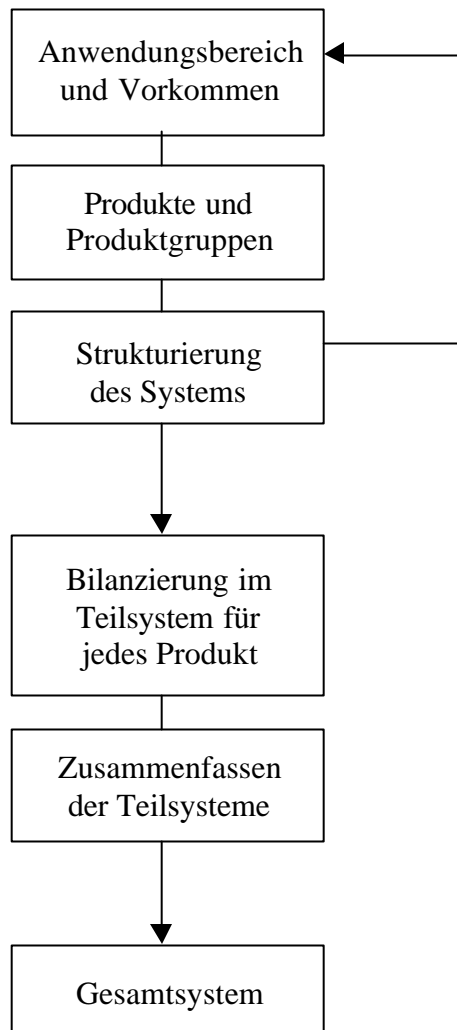 Anwendungsbereich
und Vorkommen
Produkte und
Produktgruppen
Strukturierung
des Systems
Bilanzierung im
Teilsystem für
jedes Produkt
Zusammenfassen
der Teilsysteme
Gesamtsystem